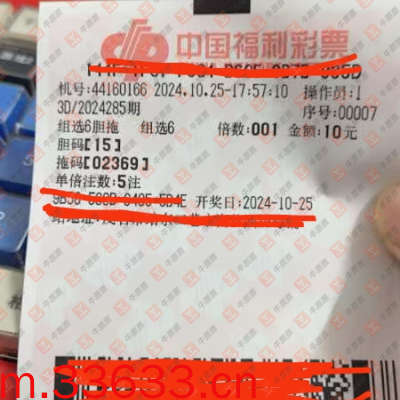 中国福利彩票
机号:44160166 2024.10.25-17:57:10 操作员:1
3D/2024285期 序号:00007
组选6胆拖 组选6 倍数:001 金额:10元
胆码[15]
拖码[02369]
单倍注数:5注
开奖日:2024-10-25
m.33633.cn